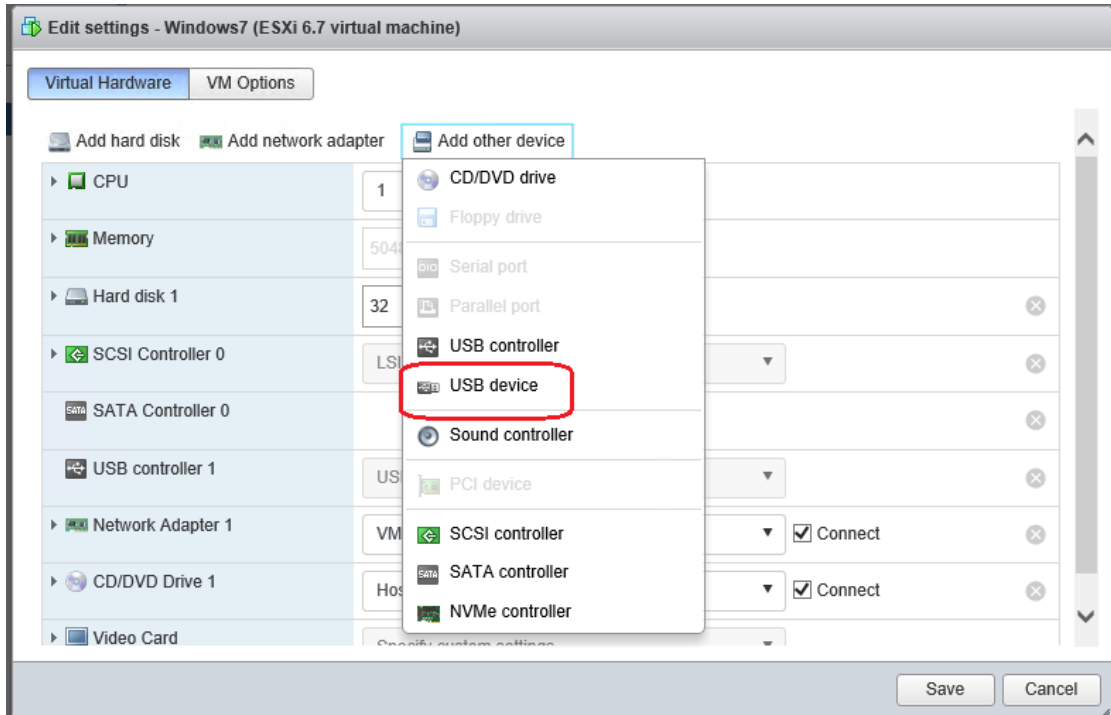 Edit settings - Windows7 (ESXi 6.7 virtual machine)
Virtual Hardware VM Options
Add hard disk Add network adapter Add other device
CPU 1
CD/DVD drive
Floppy drive
Memory
Serial port
Hard disk 1 32
Parallel port
USB controller
SCSI Controller 0
USB device
SATA SATA Controller 0
Sound controller
USB controller 1
PCI device
Network Adapter 1
SCSI controller
Connect
SATA SATA controller
CD/DVD Drive 1
Connect
NVMe controller
Video Card
Save Cancel